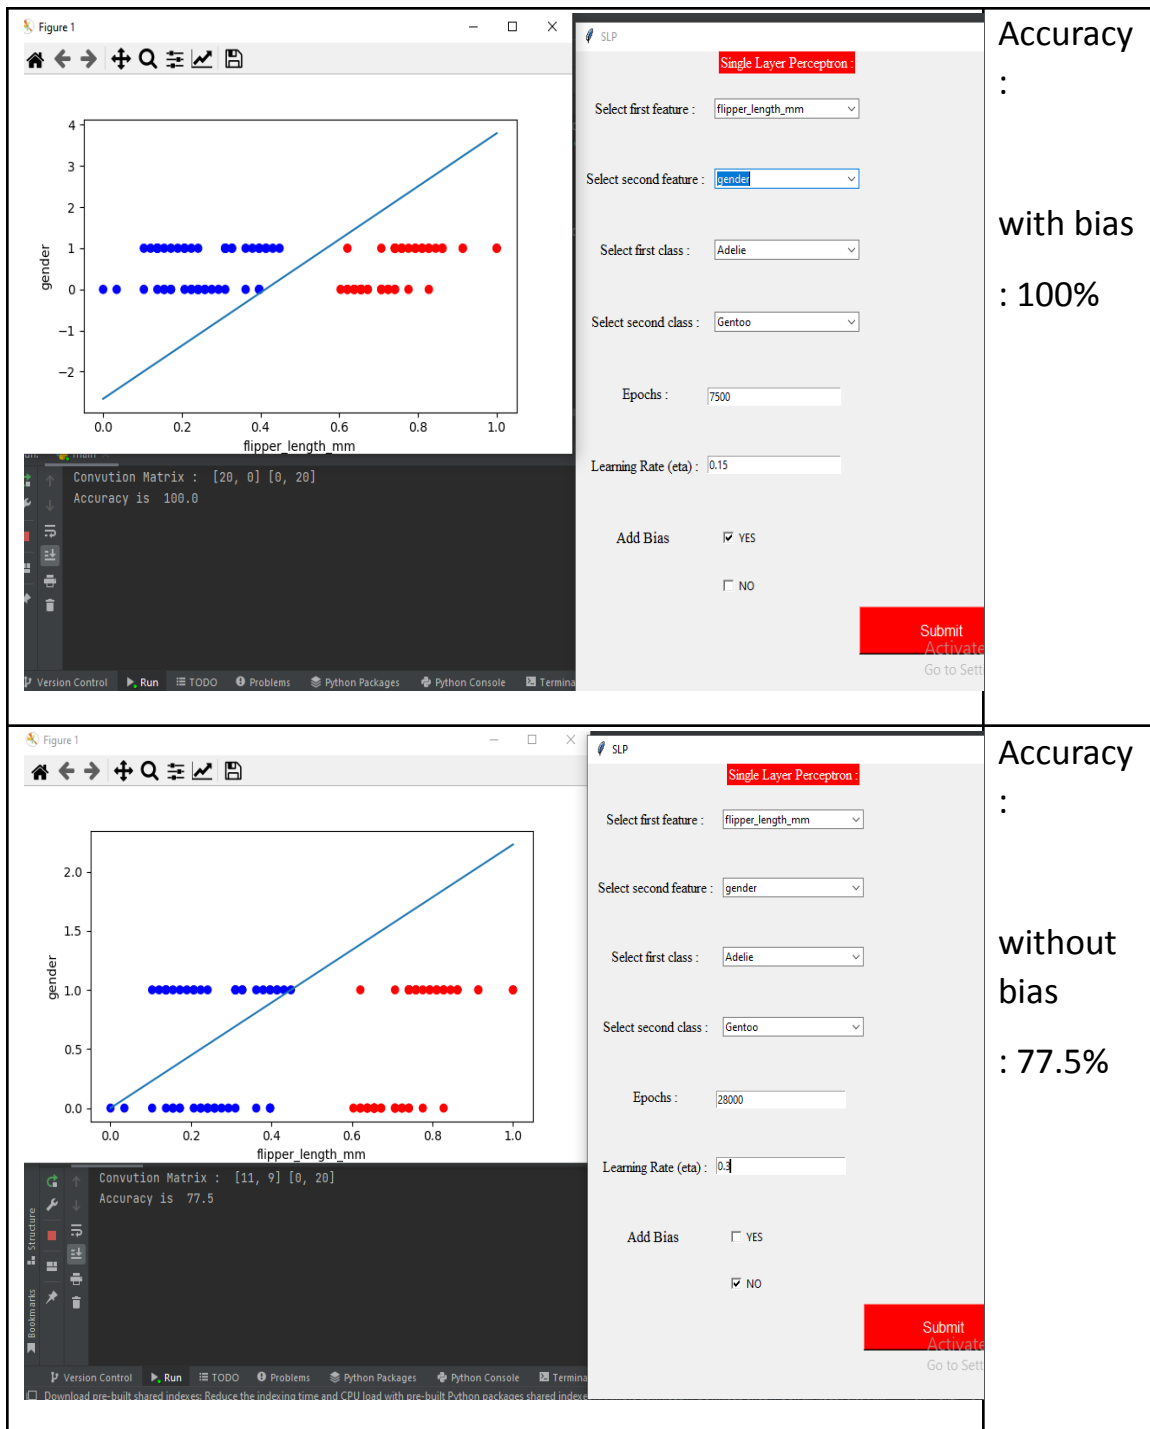 Figure 1
SLP
Single Layer Perceptron :
Select first feature : flipper_length_mm
Select second feature : gender
Select first class : Adelie
Select second class : Gentoo
Epochs : 7500
Learning Rate (eta) : 0.15
Add Bias YES
NO
Submit
Activate
Go to Sett
4
3
2
1
0
−1
−2
gender
0.0 0.2 0.4 0.6 0.8 1.0
flipper_length_mm
main
Convution Matrix : [20, 0] [0, 20]
Accuracy is 100.0
Version Control Run TODO Problems Python Packages Python Console Termina
Accuracy
:
with bias
: 100%
Figure 1
SLP
Single Layer Perceptron :
Select first feature : flipper_length_mm
Select second feature : gender
Select first class : Adelie
Select second class : Gentoo
Epochs : 28000
Learning Rate (eta) : 0.3
Add Bias YES
NO
Submit
Activate
Go to Sett
2.0
1.5
1.0
0.5
0.0
gender
0.0 0.2 0.4 0.6 0.8 1.0
flipper_length_mm
Convution Matrix : [11, 9] [0, 20]
Accuracy is 77.5
Structure
Bookmarks
Version Control Run TODO Problems Python Packages Python Console Termina
Download pre-built shared indexes: Reduce the indexing time and CPU load with pre-built Python packages shared indexe
Accuracy
:
without
bias
: 77.5%